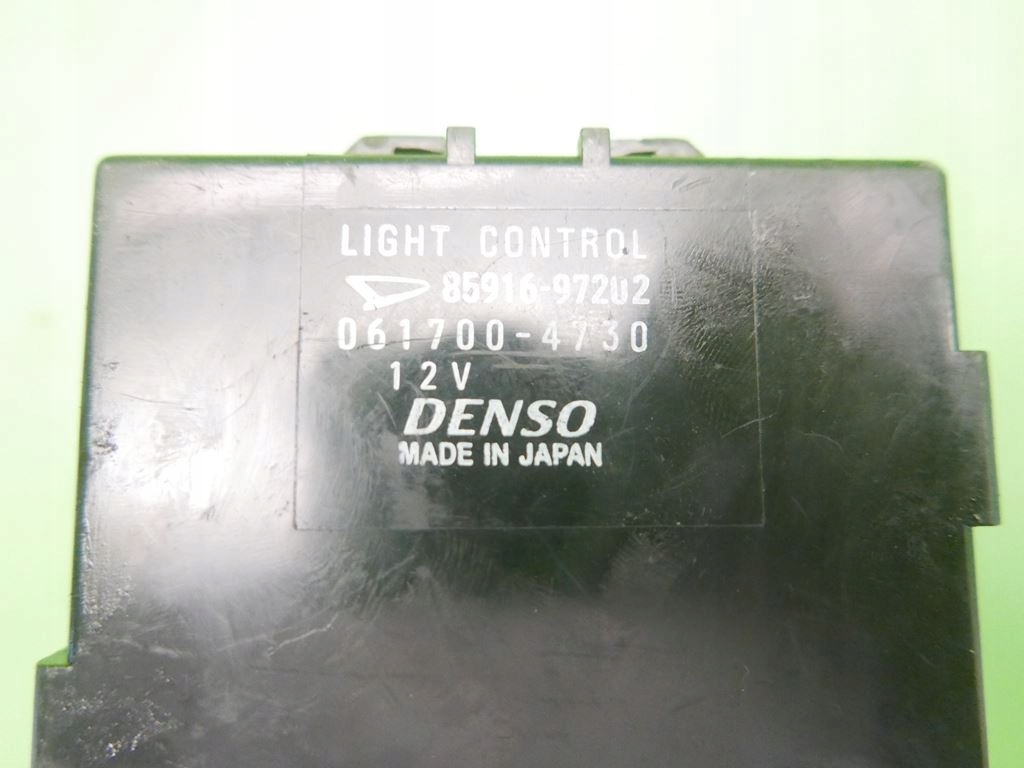 LIGHT CONTROL
85916-97202
061700-4730
12V
DENSO
MADE IN JAPAN